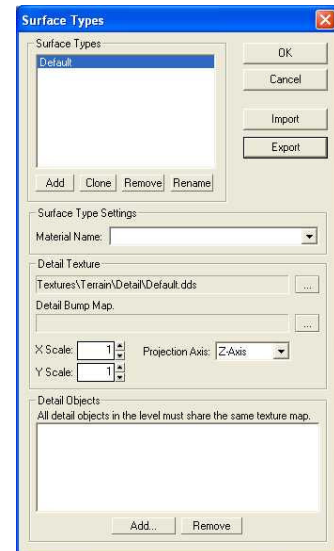 Surface Types
Surface Types
Default
OK
Cancel
Import
Export
Add Clone Remove Rename
Surface Type Settings
Material Name:
Detail Texture
Textures\Terrain\Detail\Default.dds
...
Detail Bump Map.
...
X Scale: 1 Projection Axis: Z-Axis
Y Scale: 1
Detail Objects
All detail objects in the level must share the same texture map.
Add... Remove